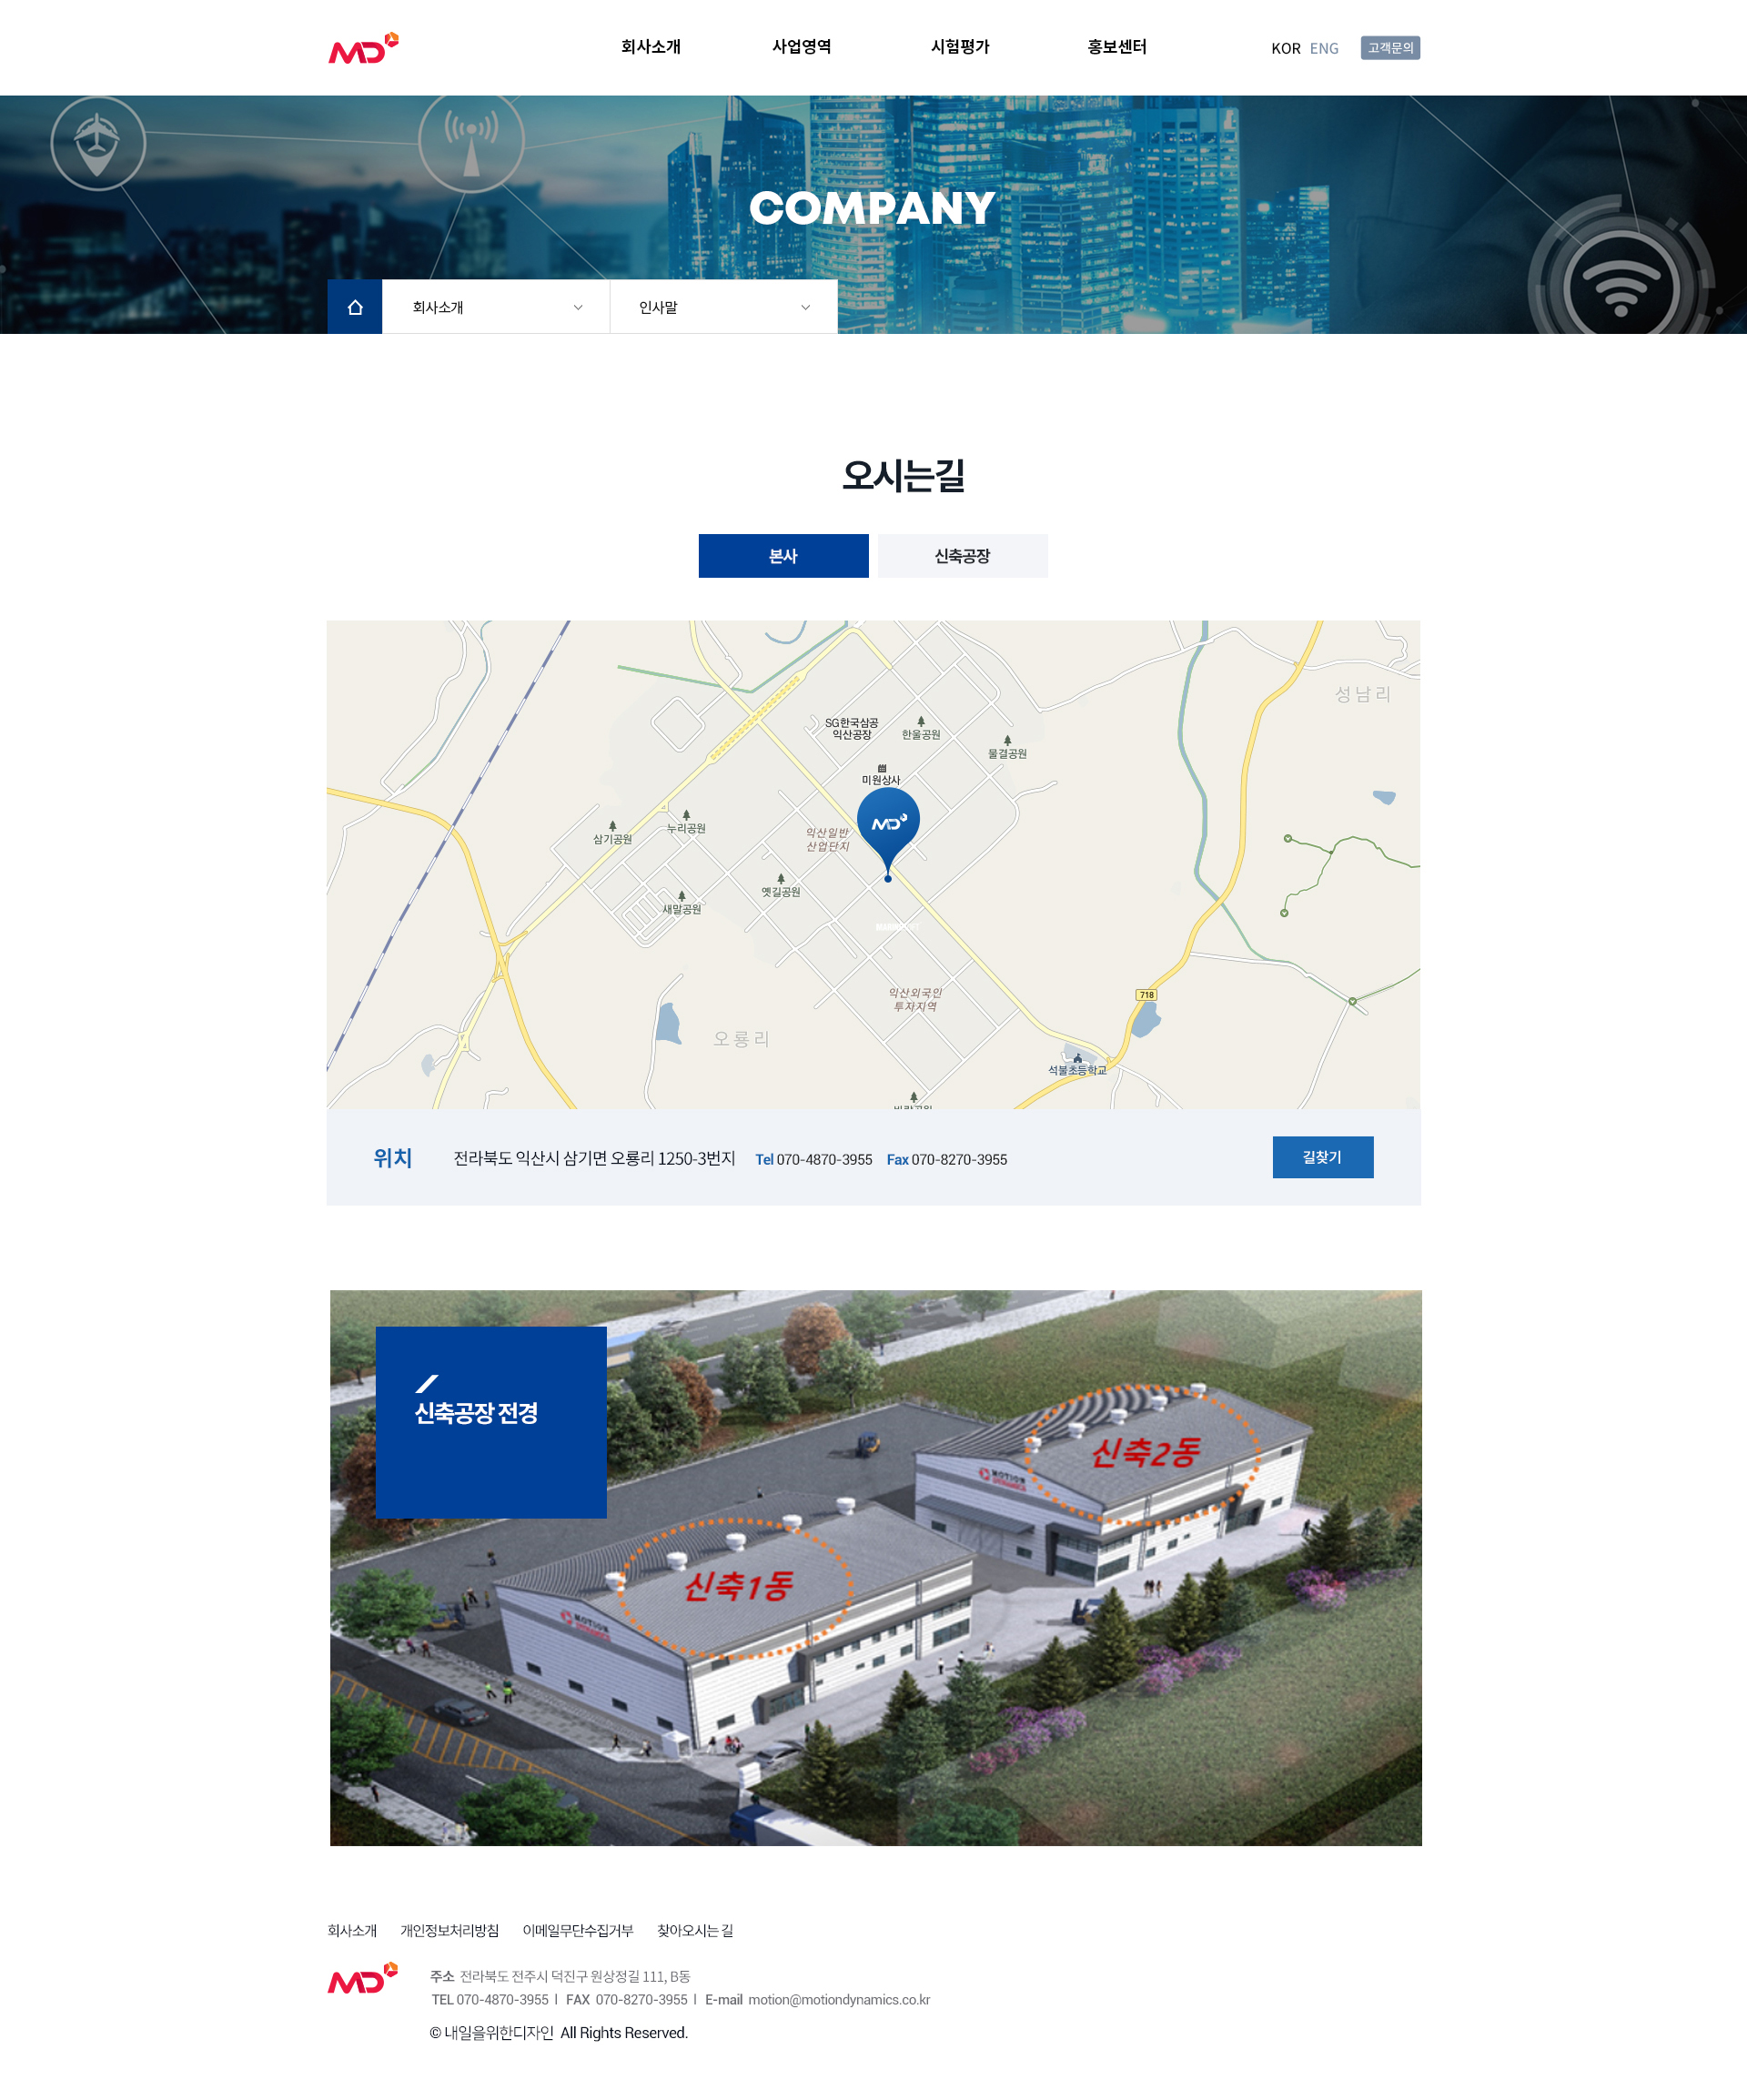 MD
회사소개 사업영역 시험평가 홍보센터 KOR ENG 고객문의
COMPANY
회사소개 인사말
오시는길
본사 신축공장
성남리
SG한국삼공
익산공장
한울공원
물결공원
미원상사
MD
누리공원
삼기공원
익산일반
산업단지
옛길공원
새말공원
익산외국인
투자지역
718
오룡리
석불초등학교
위치 전라북도 익산시 삼기면 오룡리 1250-3번지 Tel 070-4870-3955 Fax 070-8270-3955 길찾기
신축공장 전경
신축2동
MOTION
DYNAMICS
신축1동
MOTION
DYNAMICS
회사소개 개인정보처리방침 이메일무단수집거부 찾아오시는 길
MD
주소 전라북도 전주시 덕진구 원상정길 111, B동
TEL 070-4870-3955 | FAX 070-8270-3955 | E-mail motion@motiondynamics.co.kr
© 내일을위한디자인 All Rights Reserved.